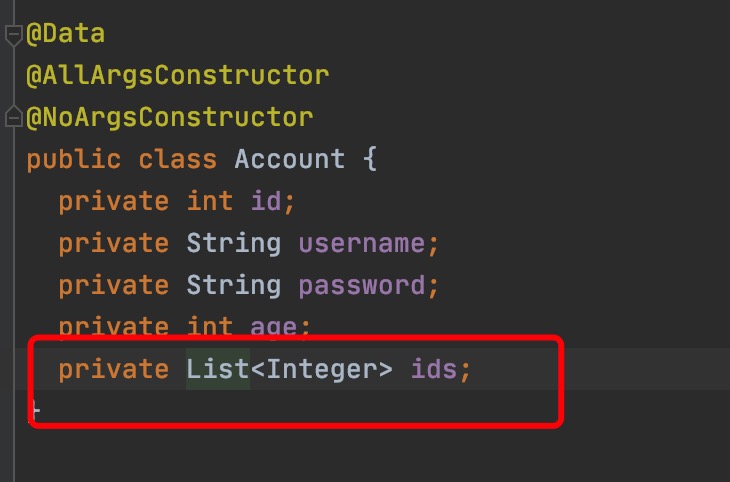 @Data
@AllArgsConstructor
@NoArgsConstructor
public class Account {
private int id;
private String username;
private String password;
private int age;
private List<Integer> ids;
}